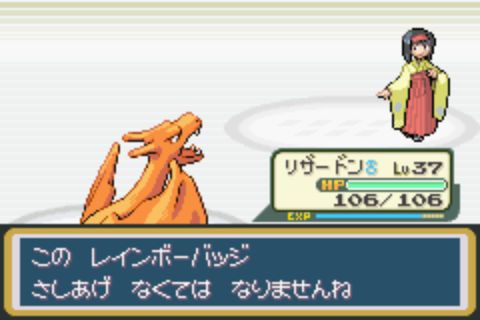 リザードン♂ Lv37
HP
106/106
EXP
この レインボーバッジ
さしあげ なくては なりませんね